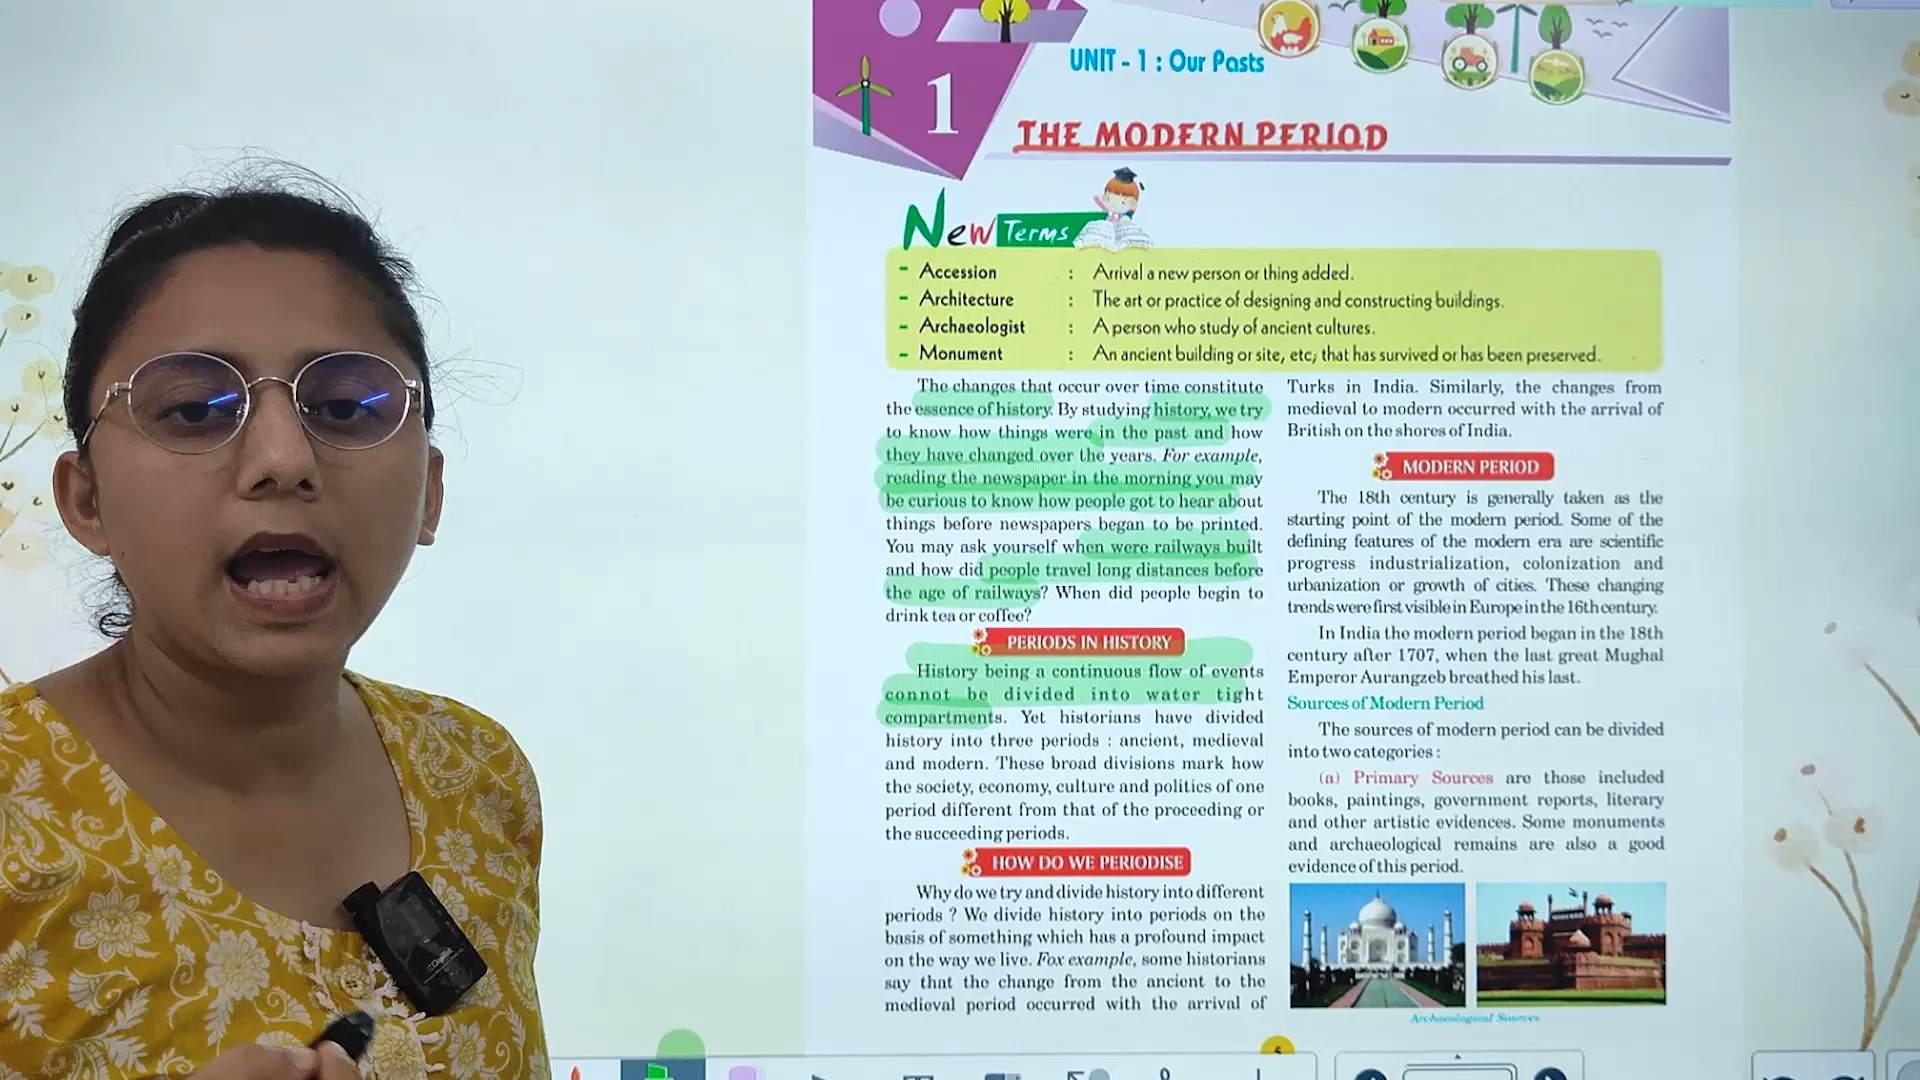 UNIT - 1 : Our Pasts
1
THE MODERN PERIOD
New Terms
- Accession : Arrival a new person or thing added.
- Architecture : The art or practice of designing and constructing buildings.
- Archaeologist : A person who study of ancient cultures.
- Monument : An ancient building or site, etc; that has survived or has been preserved.
The changes that occur over time constitute
the essence of history. By studying history, we try
to know how things were in the past and how
they have changed over the years. For example,
reading the newspaper in the morning you may
be curious to know how people got to hear about
things before newspapers began to be printed.
You may ask yourself when were railways built
and how did people travel long distances before
the age of railways? When did people begin to
drink tea or coffee?
PERIODS IN HISTORY
History being a continuous flow of events
connot be divided into water tight
compartments. Yet historians have divided
history into three periods : ancient, medieval
and modern. These broad divisions mark how
the society, economy, culture and politics of one
period different from that of the proceeding or
the succeeding periods.
HOW DO WE PERIODISE
Why do we try and divide history into different
periods ? We divide history into periods on the
basis of something which has a profound impact
on the way we live. Fox example, some historians
say that the change from the ancient to the
medieval period occurred with the arrival of
Turks in India. Similarly, the changes from
medieval to modern occurred with the arrival of
British on the shores of India.
MODERN PERIOD
The 18th century is generally taken as the
starting point of the modern period. Some of the
defining features of the modern era are scientific
progress industrialization, colonization and
urbanization or growth of cities. These changing
trends were first visible in Europe in the 16th century.
In India the modern period began in the 18th
century after 1707, when the last great Mughal
Emperor Aurangzeb breathed his last.
Sources of Modern Period
The sources of modern period can be divided
into two categories :
(a) Primary Sources are those included
books, paintings, government reports, literary
and other artistic evidences. Some monuments
and archaeological remains are also a good
evidence of this period.
Archaeological Sources
5